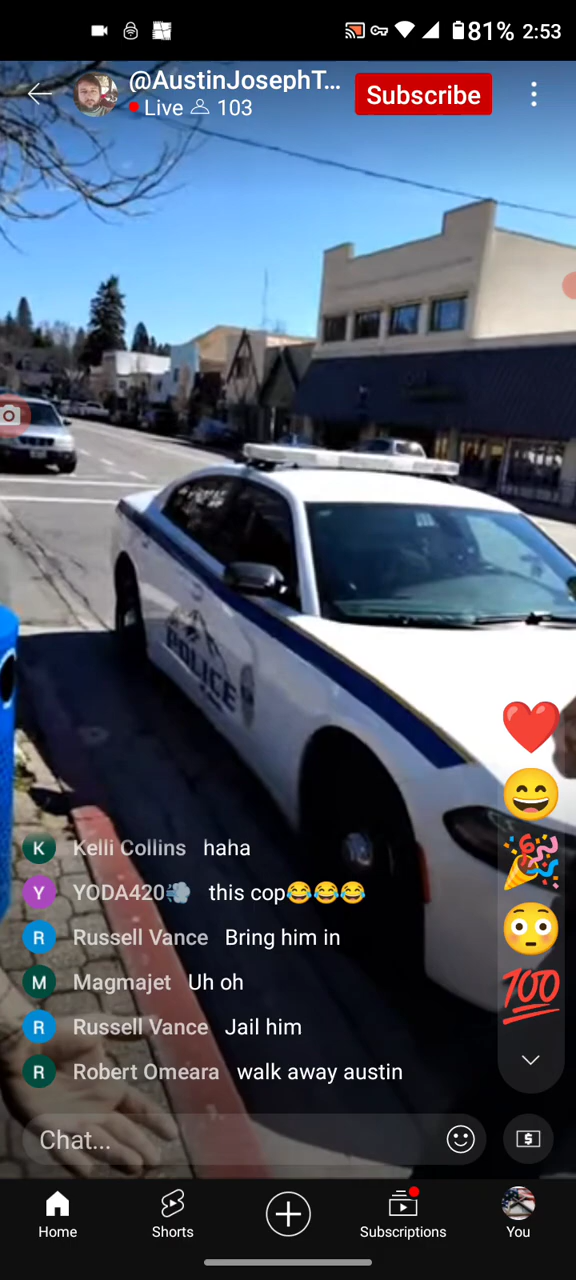 81% 2:53
@AustinJosephT...
Live 103
Subscribe
POLICE
K Kelli Collins haha
Y YODA420💨 this cop😂😂😂
R Russell Vance Bring him in
M Magmajet Uh oh
R Russell Vance Jail him
R Robert Omeara walk away austin
💯
Chat...
$
Home
Shorts
Subscriptions
You